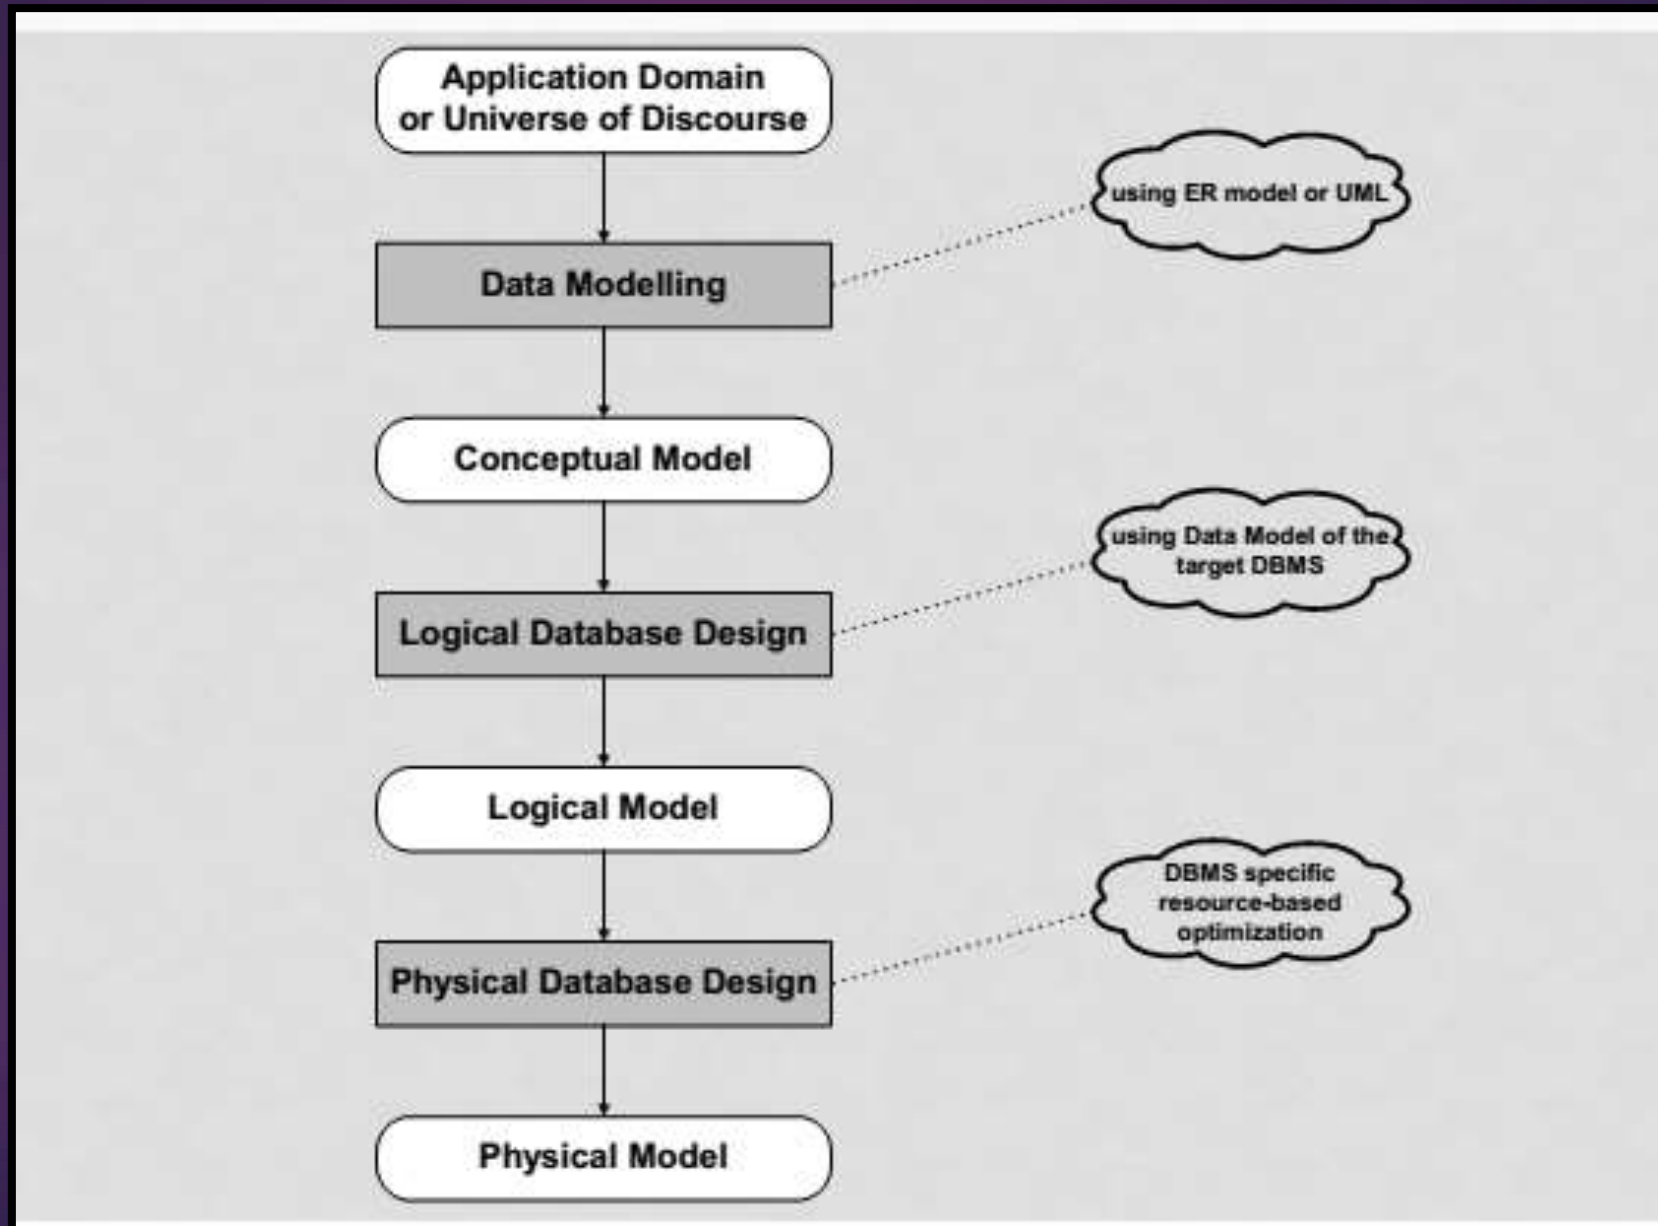 Application Domain
or Universe of Discourse
using ER model or UML
Data Modelling
Conceptual Model
using Data Model of the
target DBMS
Logical Database Design
Logical Model
DBMS specific
resource-based
optimization
Physical Database Design
Physical Model